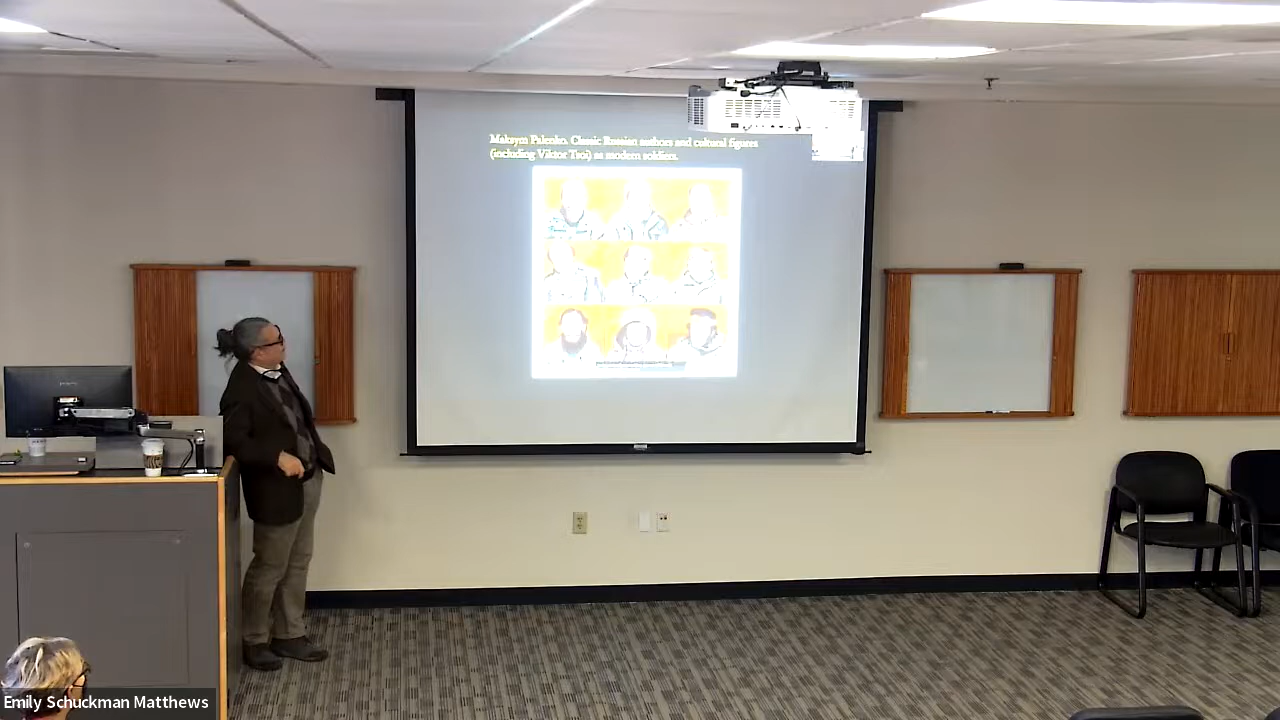 Maksym Palenko. Classic Russian authors and cultural figures
(including Viktor Tsoi) as modern soldiers.
Emily Schuckman Matthews